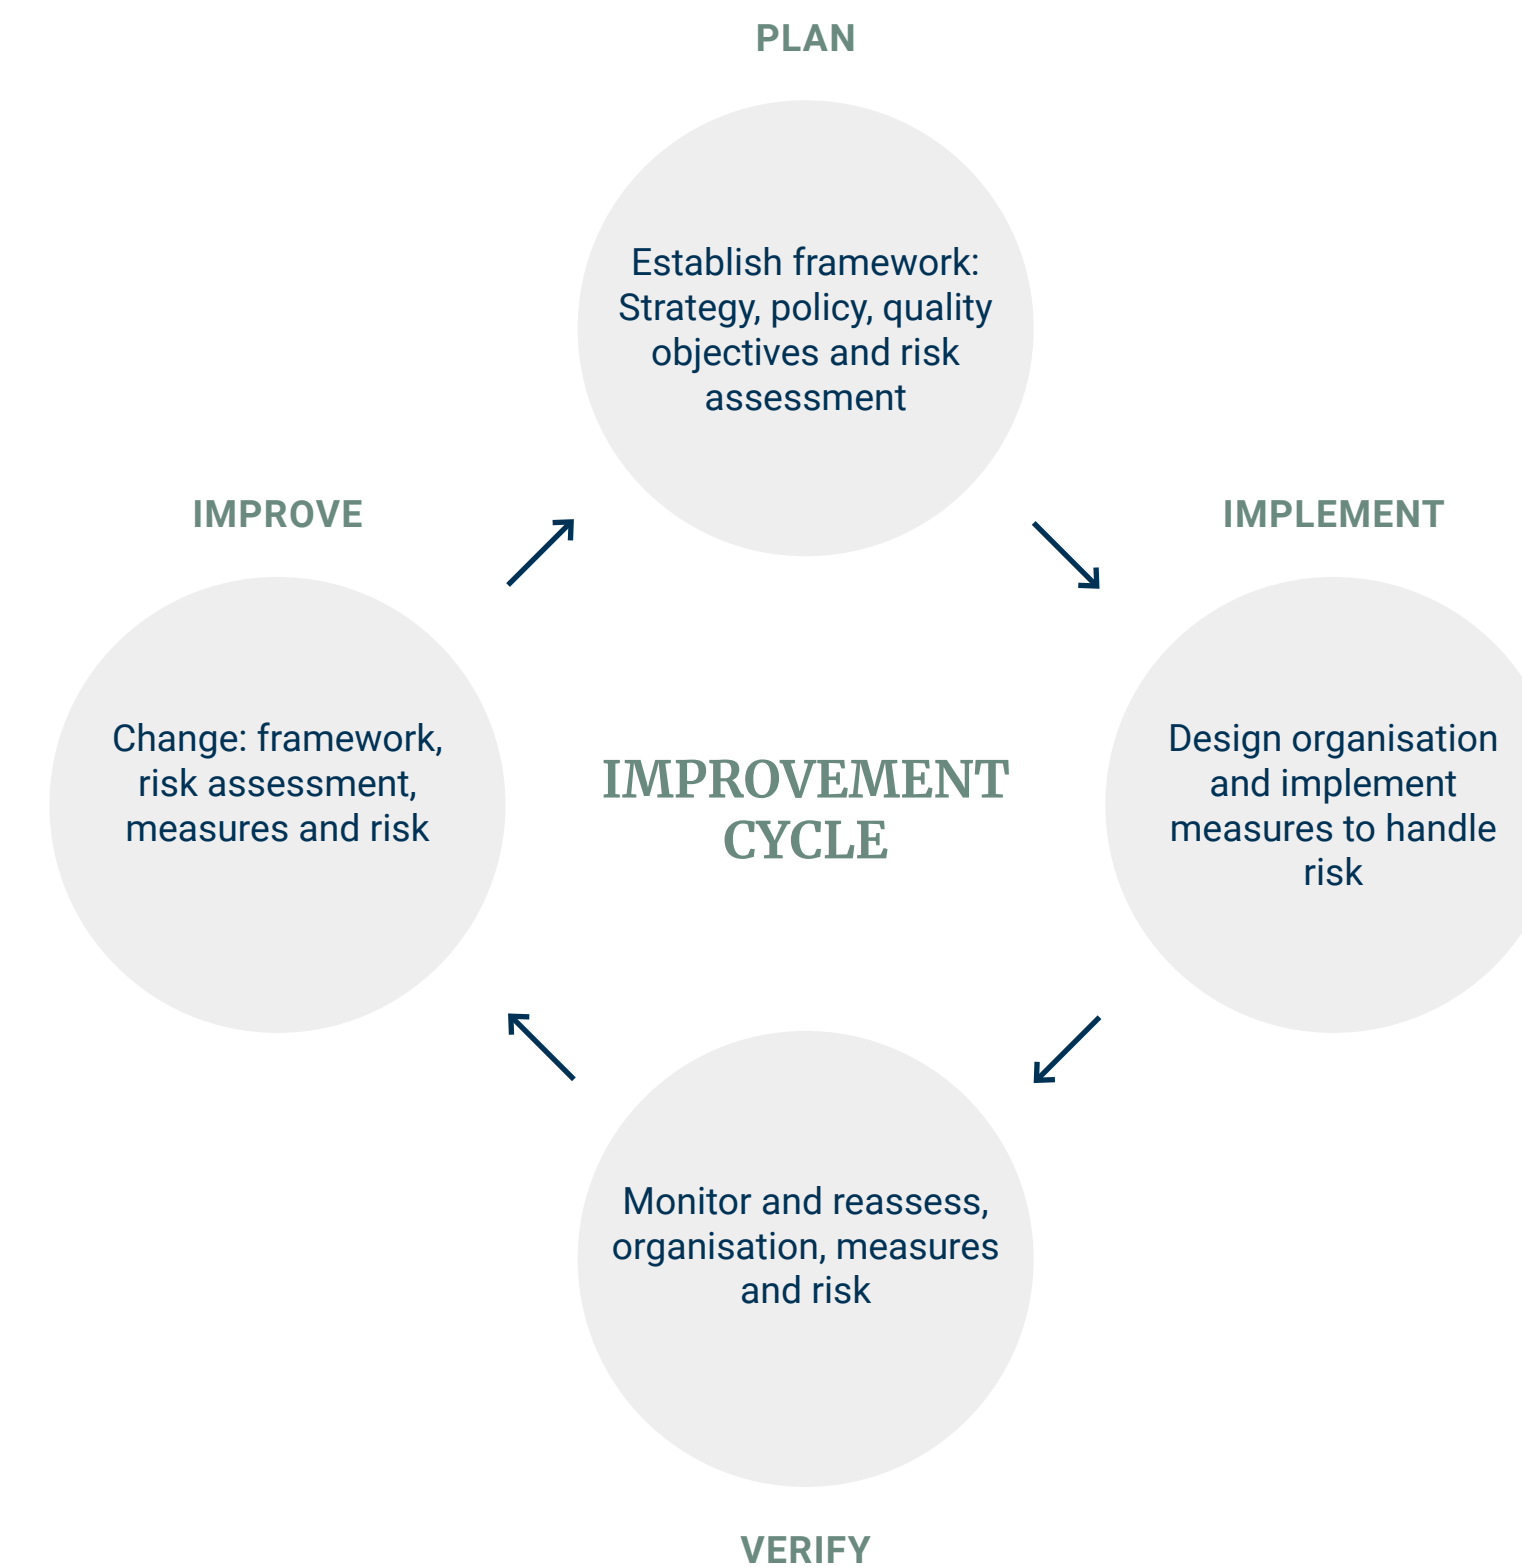 PLAN
Establish framework:
Strategy, policy, quality
objectives and risk
assessment
IMPROVE
IMPLEMENT
Change: framework,
risk assessment,
measures and risk
IMPROVEMENT
CYCLE
Design organisation
and implement
measures to handle
risk
Monitor and reassess,
organisation, measures
and risk
VERIFY